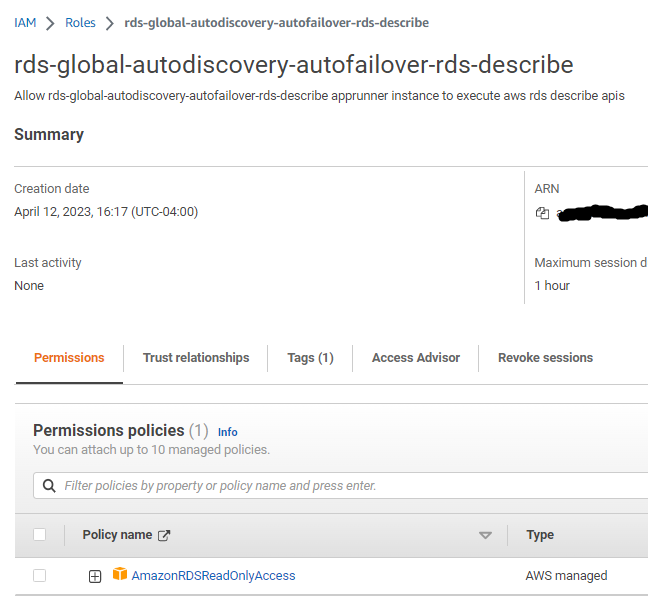 IAM > Roles > rds-global-autodiscovery-autofailover-rds-describe
rds-global-autodiscovery-autofailover-rds-describe
Allow rds-global-autodiscovery-autofailover-rds-describe apprunner instance to execute aws rds describe apis
Summary
Creation date
ARN
April 12, 2023, 16:17 (UTC-04:00)
Last activity
Maximum session d
None
1 hour
Permissions Trust relationships Tags (1) Access Advisor Revoke sessions
Permissions policies (1) Info
You can attach up to 10 managed policies.
Filter policies by property or policy name and press enter.
Policy name Type
AmazonRDSReadOnlyAccess AWS managed